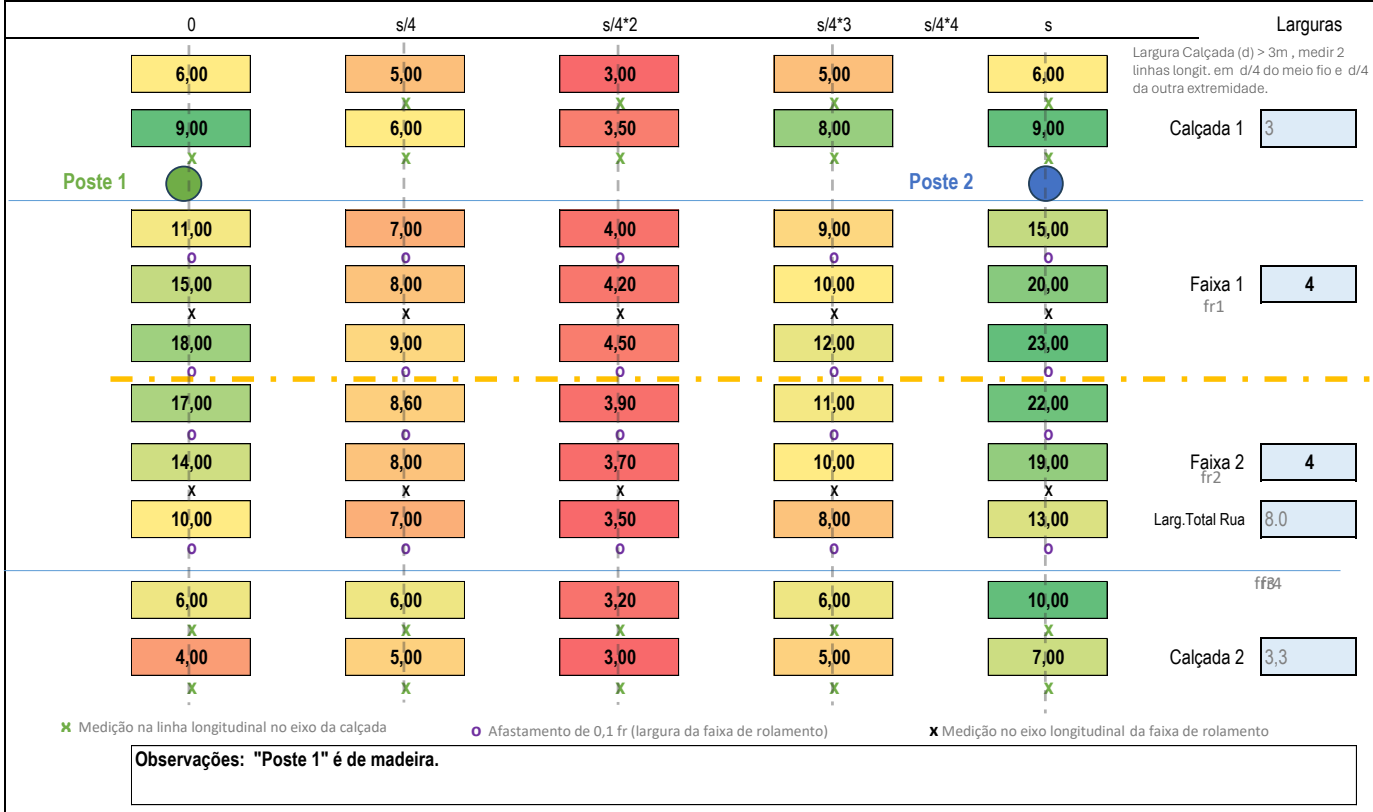 0 s/4 s/4*2 s/4*3 s/4*4 s Larguras
Largura Calçada (d) > 3m , medir 2
linhas longit. em d/4 do meio fio e d/4
da outra extremidade.
6,00 5,00 3,00 5,00 6,00
x x x x
9,00 6,00 3,50 8,00 9,00 Calçada 1 3
x x x x x
Poste 1 Poste 2
11,00 7,00 4,00 9,00 15,00
o o o o o
15,00 8,00 4,20 10,00 20,00 Faixa 1 4
fr1
x x x x x
18,00 9,00 4,50 12,00 23,00
o o o o o
17,00 8,60 3,90 11,00 22,00
o o o o o
14,00 8,00 3,70 10,00 19,00 Faixa 2 4
fr2
x x x x x
10,00 7,00 3,50 8,00 13,00 Larg.Total Rua 8.0
o o o o o
6,00 6,00 3,20 6,00 10,00
x x x x x
4,00 5,00 3,00 5,00 7,00 Calçada 2 3,3
x x x x x
x Medição na linha longitudinal no eixo da calçada o Afastamento de 0,1 fr (largura da faixa de rolamento) x Medição no eixo longitudinal da faixa de rolamento
Observações: "Poste 1" é de madeira.